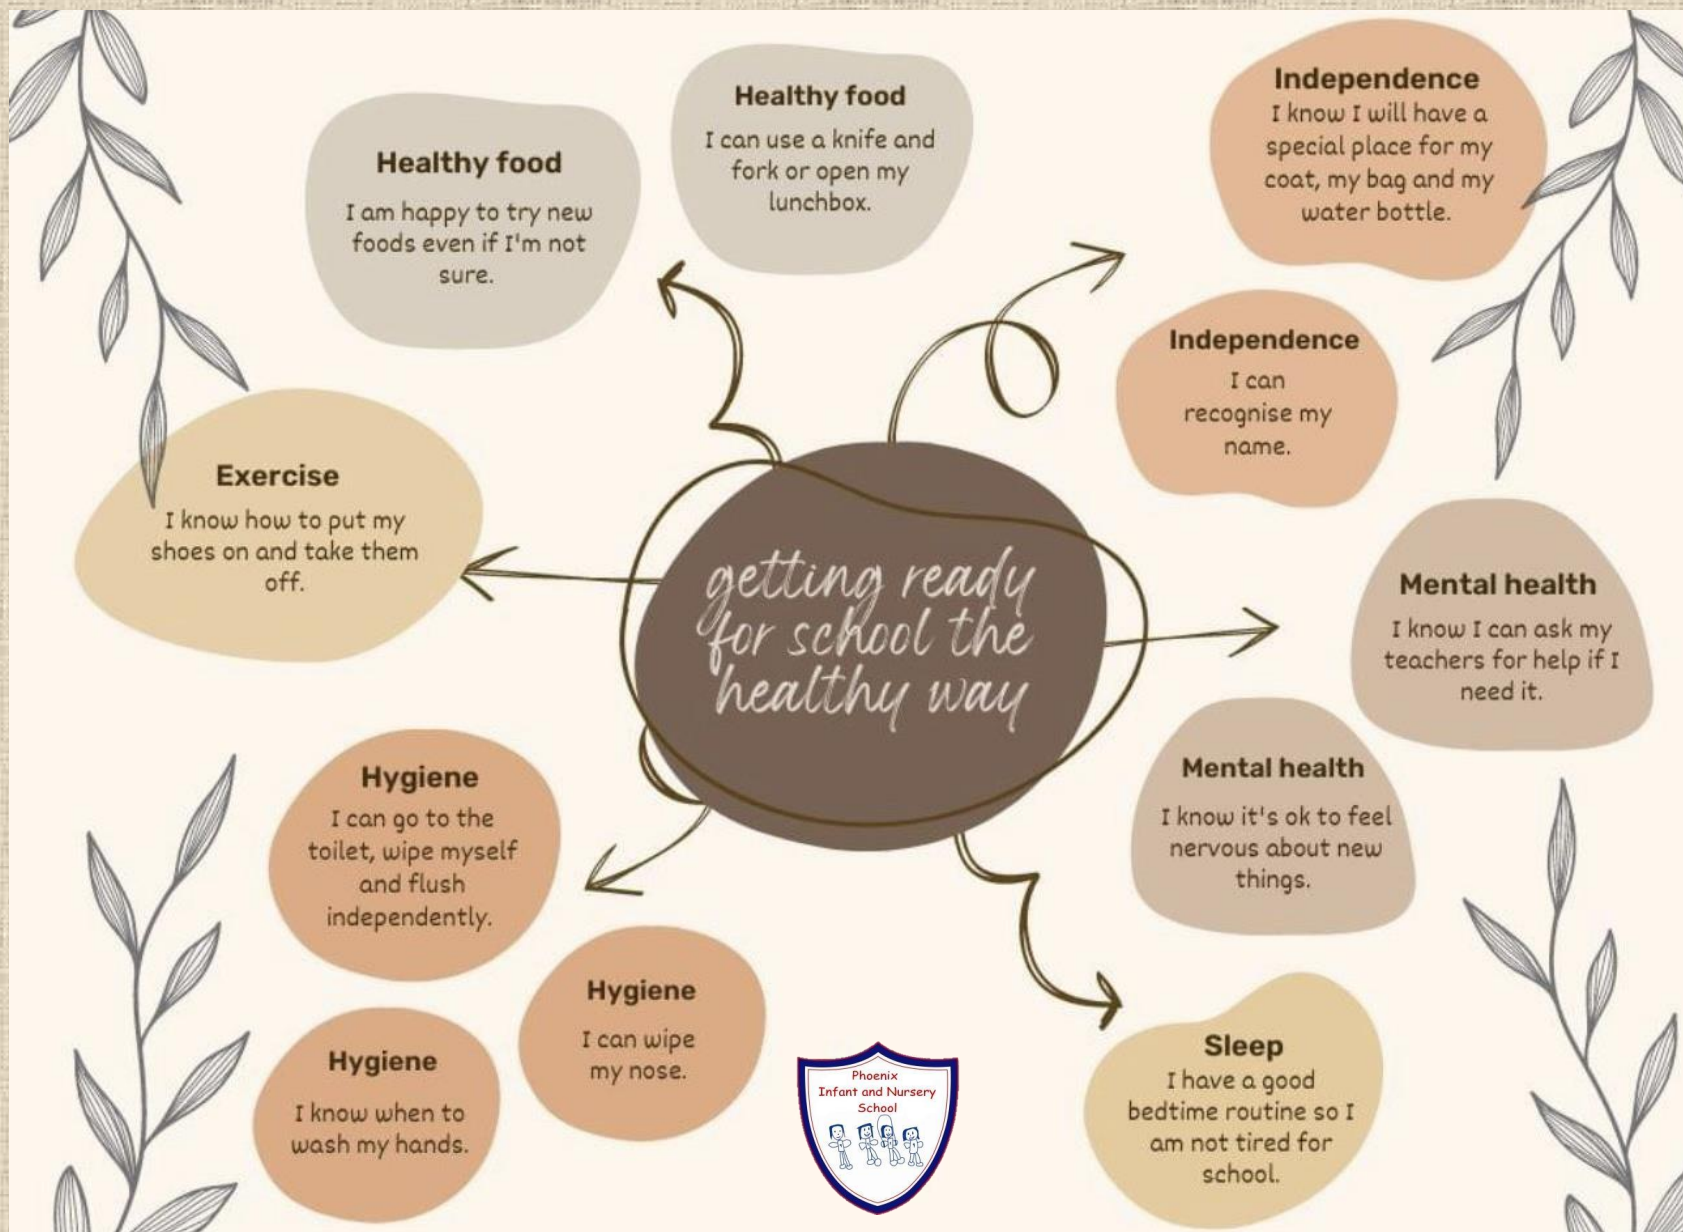 Healthy food
I am happy to try new
foods even if I'm not
sure.
Healthy food
I can use a knife and
fork or open my
lunchbox.
Independence
I know I will have a
special place for my
coat, my bag and my
water bottle.
Independence
I can
recognise my
name.
Exercise
I know how to put my
shoes on and take them
off.
getting ready
for school the
healthy way
Mental health
I know I can ask my
teachers for help if I
need it.
Mental health
I know it's ok to feel
nervous about new
things.
Hygiene
I can go to the
toilet, wipe myself
and flush
independently.
Hygiene
I can wipe
my nose.
Hygiene
I know when to
wash my hands.
Phoenix
Infant and Nursery
School
Sleep
I have a good
bedtime routine so I
am not tired for
school.